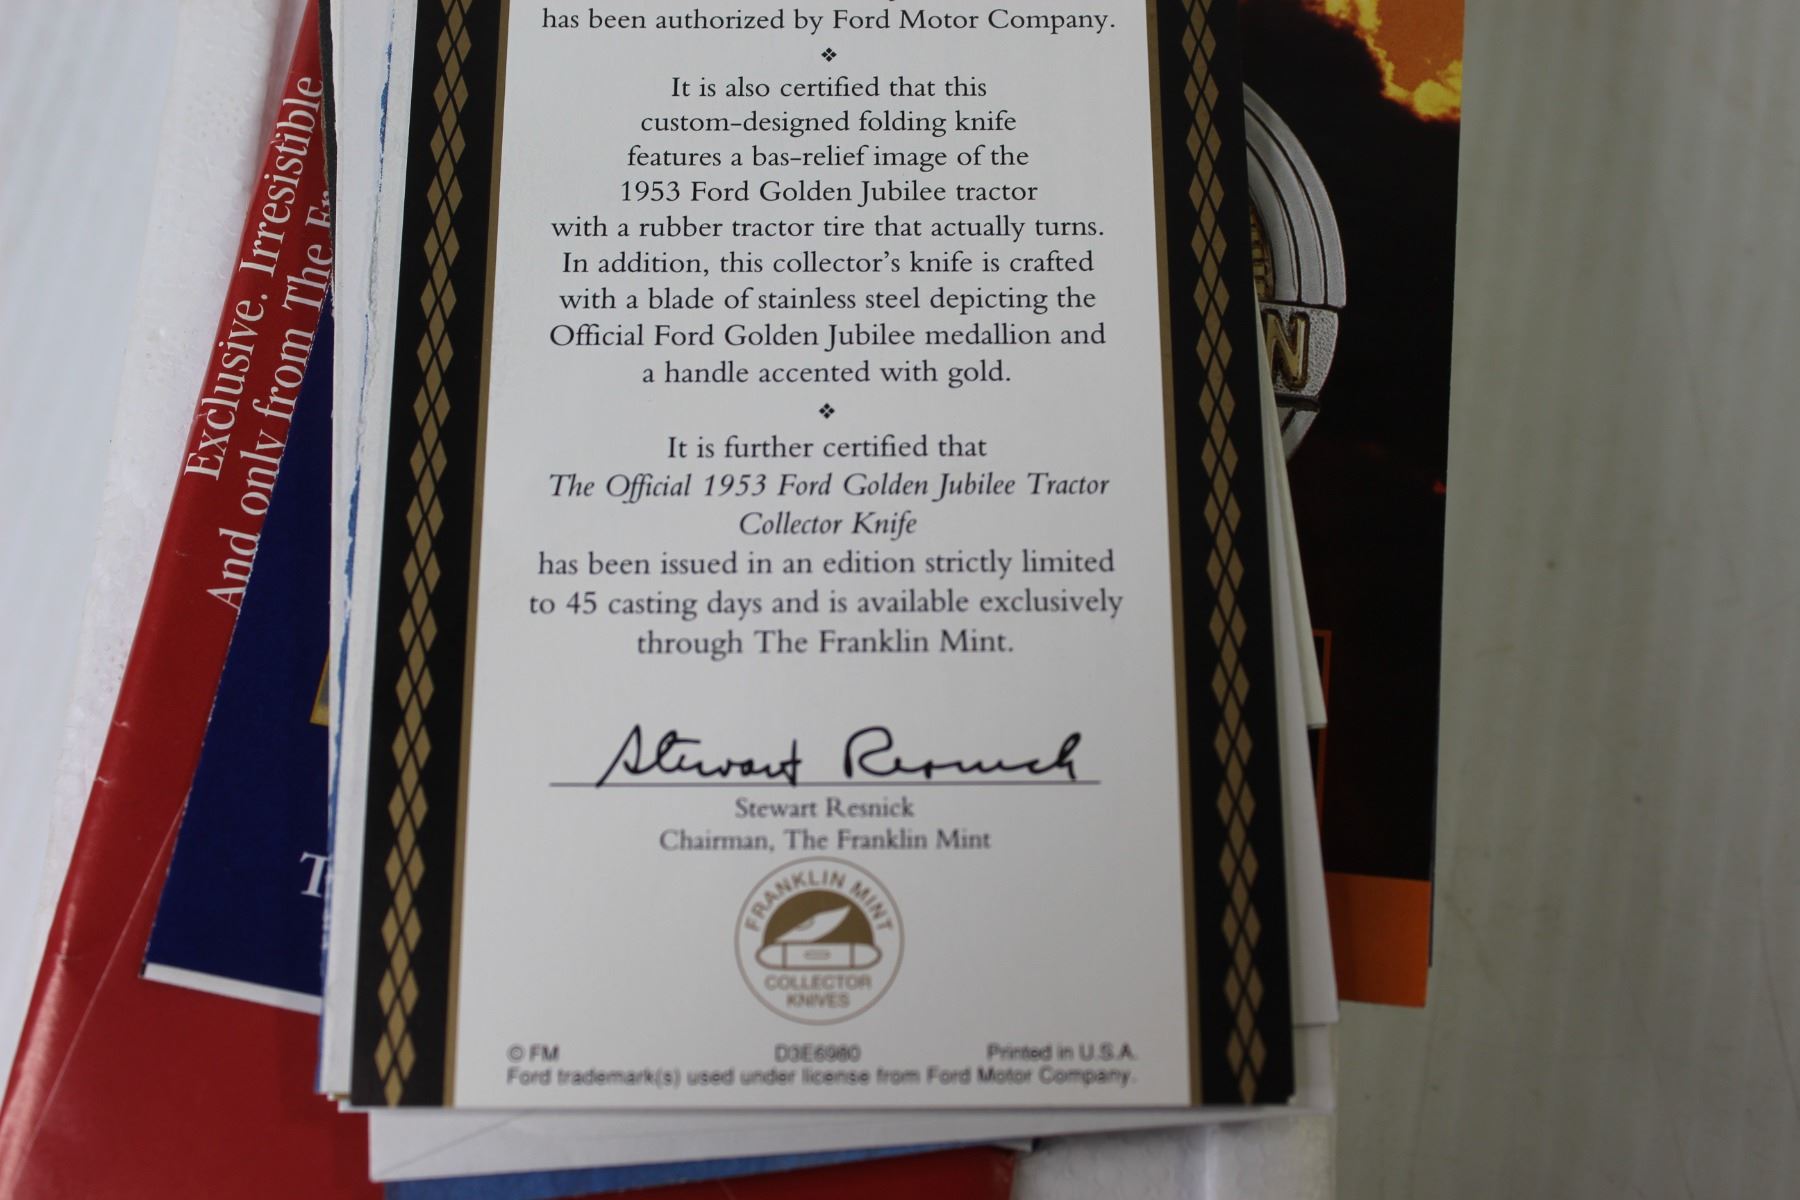 has been authorized by Ford Motor Company.
It is also certified that this
custom-designed folding knife
features a bas-relief image of the
1953 Ford Golden Jubilee tractor
with a rubber tractor tire that actually turns.
In addition, this collector's knife is crafted
with a blade of stainless steel depicting the
Official Ford Golden Jubilee medallion and
a handle accented with gold.
It is further certified that
The Official 1953 Ford Golden Jubilee Tractor
Collector Knife
has been issued in an edition strictly limited
to 45 casting days and is available exclusively
through The Franklin Mint.
Stewart Resnick
Stewart Resnick
Chairman, The Franklin Mint
FRANKLIN MINT
COLLECTOR
KNIVES
© FM D3E6980 Printed in U.S.A.
Ford trademark(s) used under license from Ford Motor Company.
Exclusive. Irresistible
And only from The
N